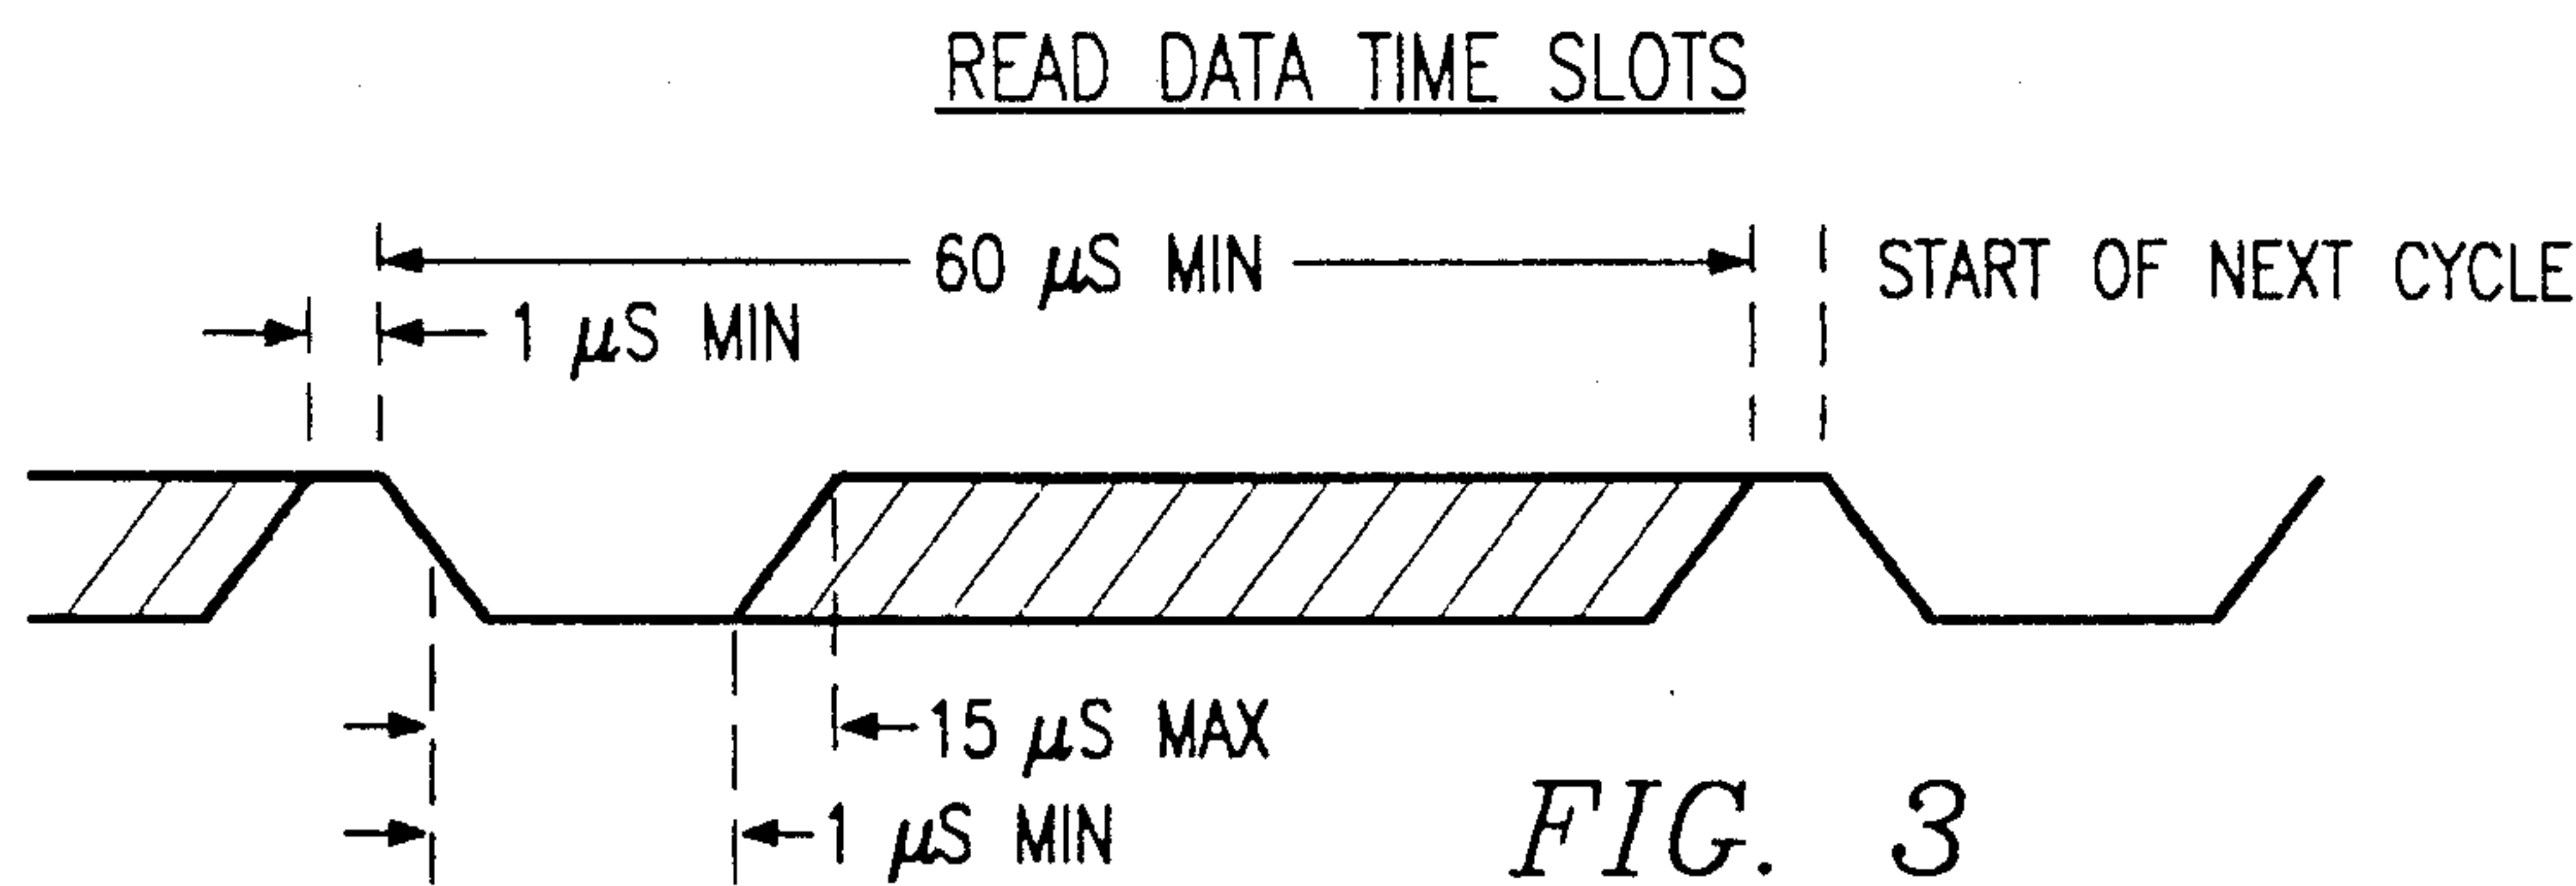 READ DATA TIME SLOTS
60 μS MIN
START OF NEXT CYCLE
1 μS MIN
15 μS MAX
1 μS MIN
FIG. 3